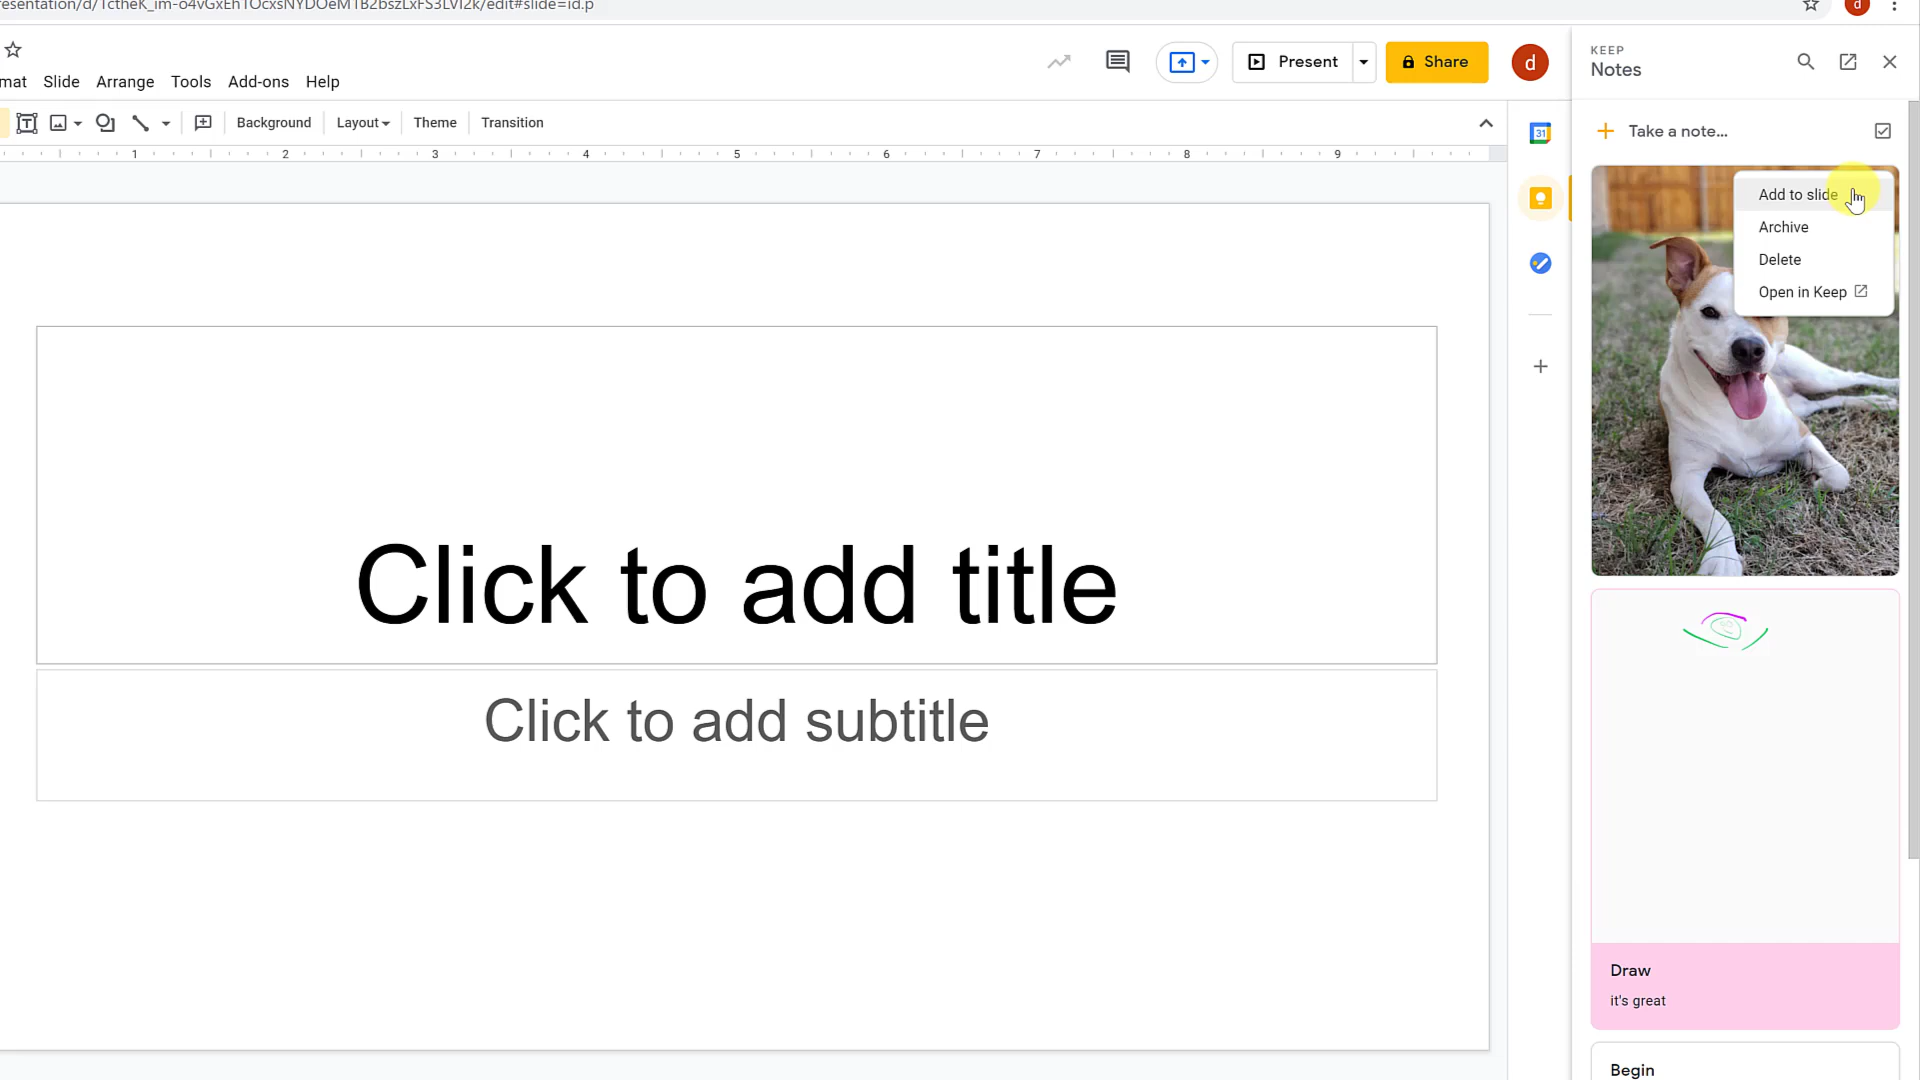 resentation/d/1ctheK_im-o4vGxEhTOcxsNYDOeMTB2bszLxFS3LVI2k/edit#slide=id.p
d
mat Slide Arrange Tools Add-ons Help
Present
Share
d
KEEP
Notes
Background Layout Theme Transition
Take a note...
1 2 3 4 5 6 7 8 9
31
Add to slide
Archive
Delete
Open in Keep
Click to add title
Click to add subtitle
Draw
it's great
Begin